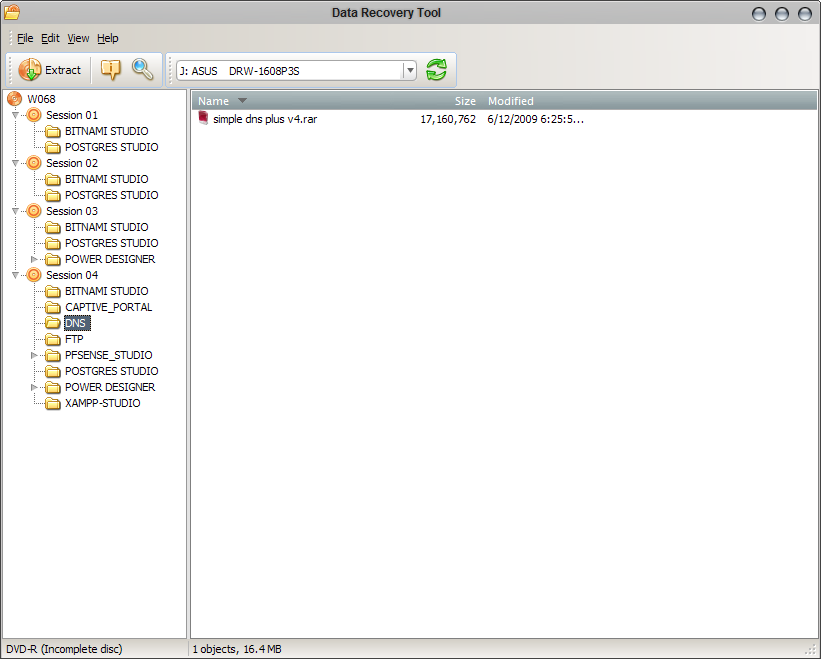 Data Recovery Tool
File Edit View Help
Extract
J: ASUS DRW-1608P3S
W068
Session 01
BITNAMI STUDIO
POSTGRES STUDIO
Session 02
BITNAMI STUDIO
POSTGRES STUDIO
Session 03
BITNAMI STUDIO
POSTGRES STUDIO
POWER DESIGNER
Session 04
BITNAMI STUDIO
CAPTIVE_PORTAL
DNS
FTP
PFSENSE_STUDIO
POSTGRES STUDIO
POWER DESIGNER
XAMPP-STUDIO
Name Size Modified
simple dns plus v4.rar 17,160,762 6/12/2009 6:25:5...
DVD-R (Incomplete disc) 1 objects, 16.4 MB